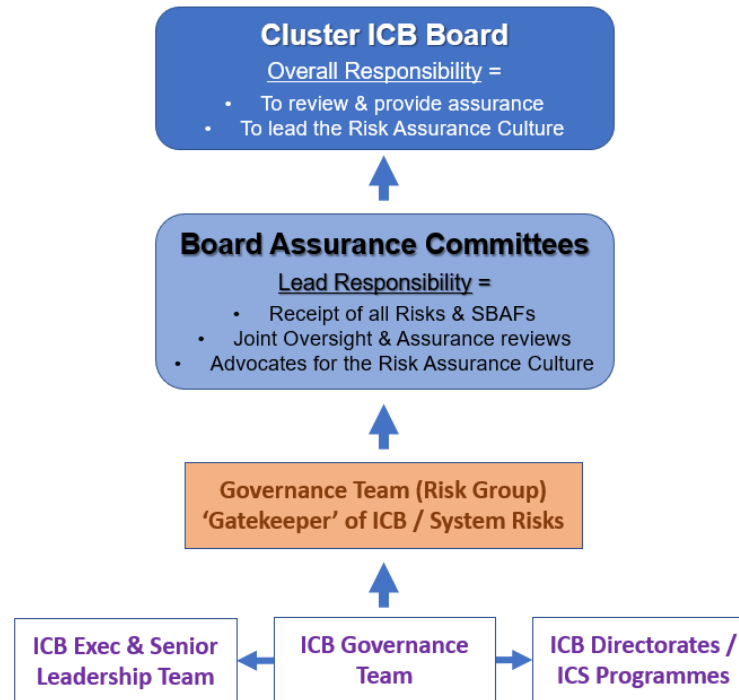 Cluster ICB Board
Overall Responsibility =
• To review & provide assurance
• To lead the Risk Assurance Culture
Board Assurance Committees
Lead Responsibility =
• Receipt of all Risks & SBAFs
• Joint Oversight & Assurance reviews
• Advocates for the Risk Assurance Culture
Governance Team (Risk Group)
‘Gatekeeper’ of ICB / System Risks
ICB Exec & Senior
Leadership Team
ICB Governance
Team
ICB Directorates /
ICS Programmes